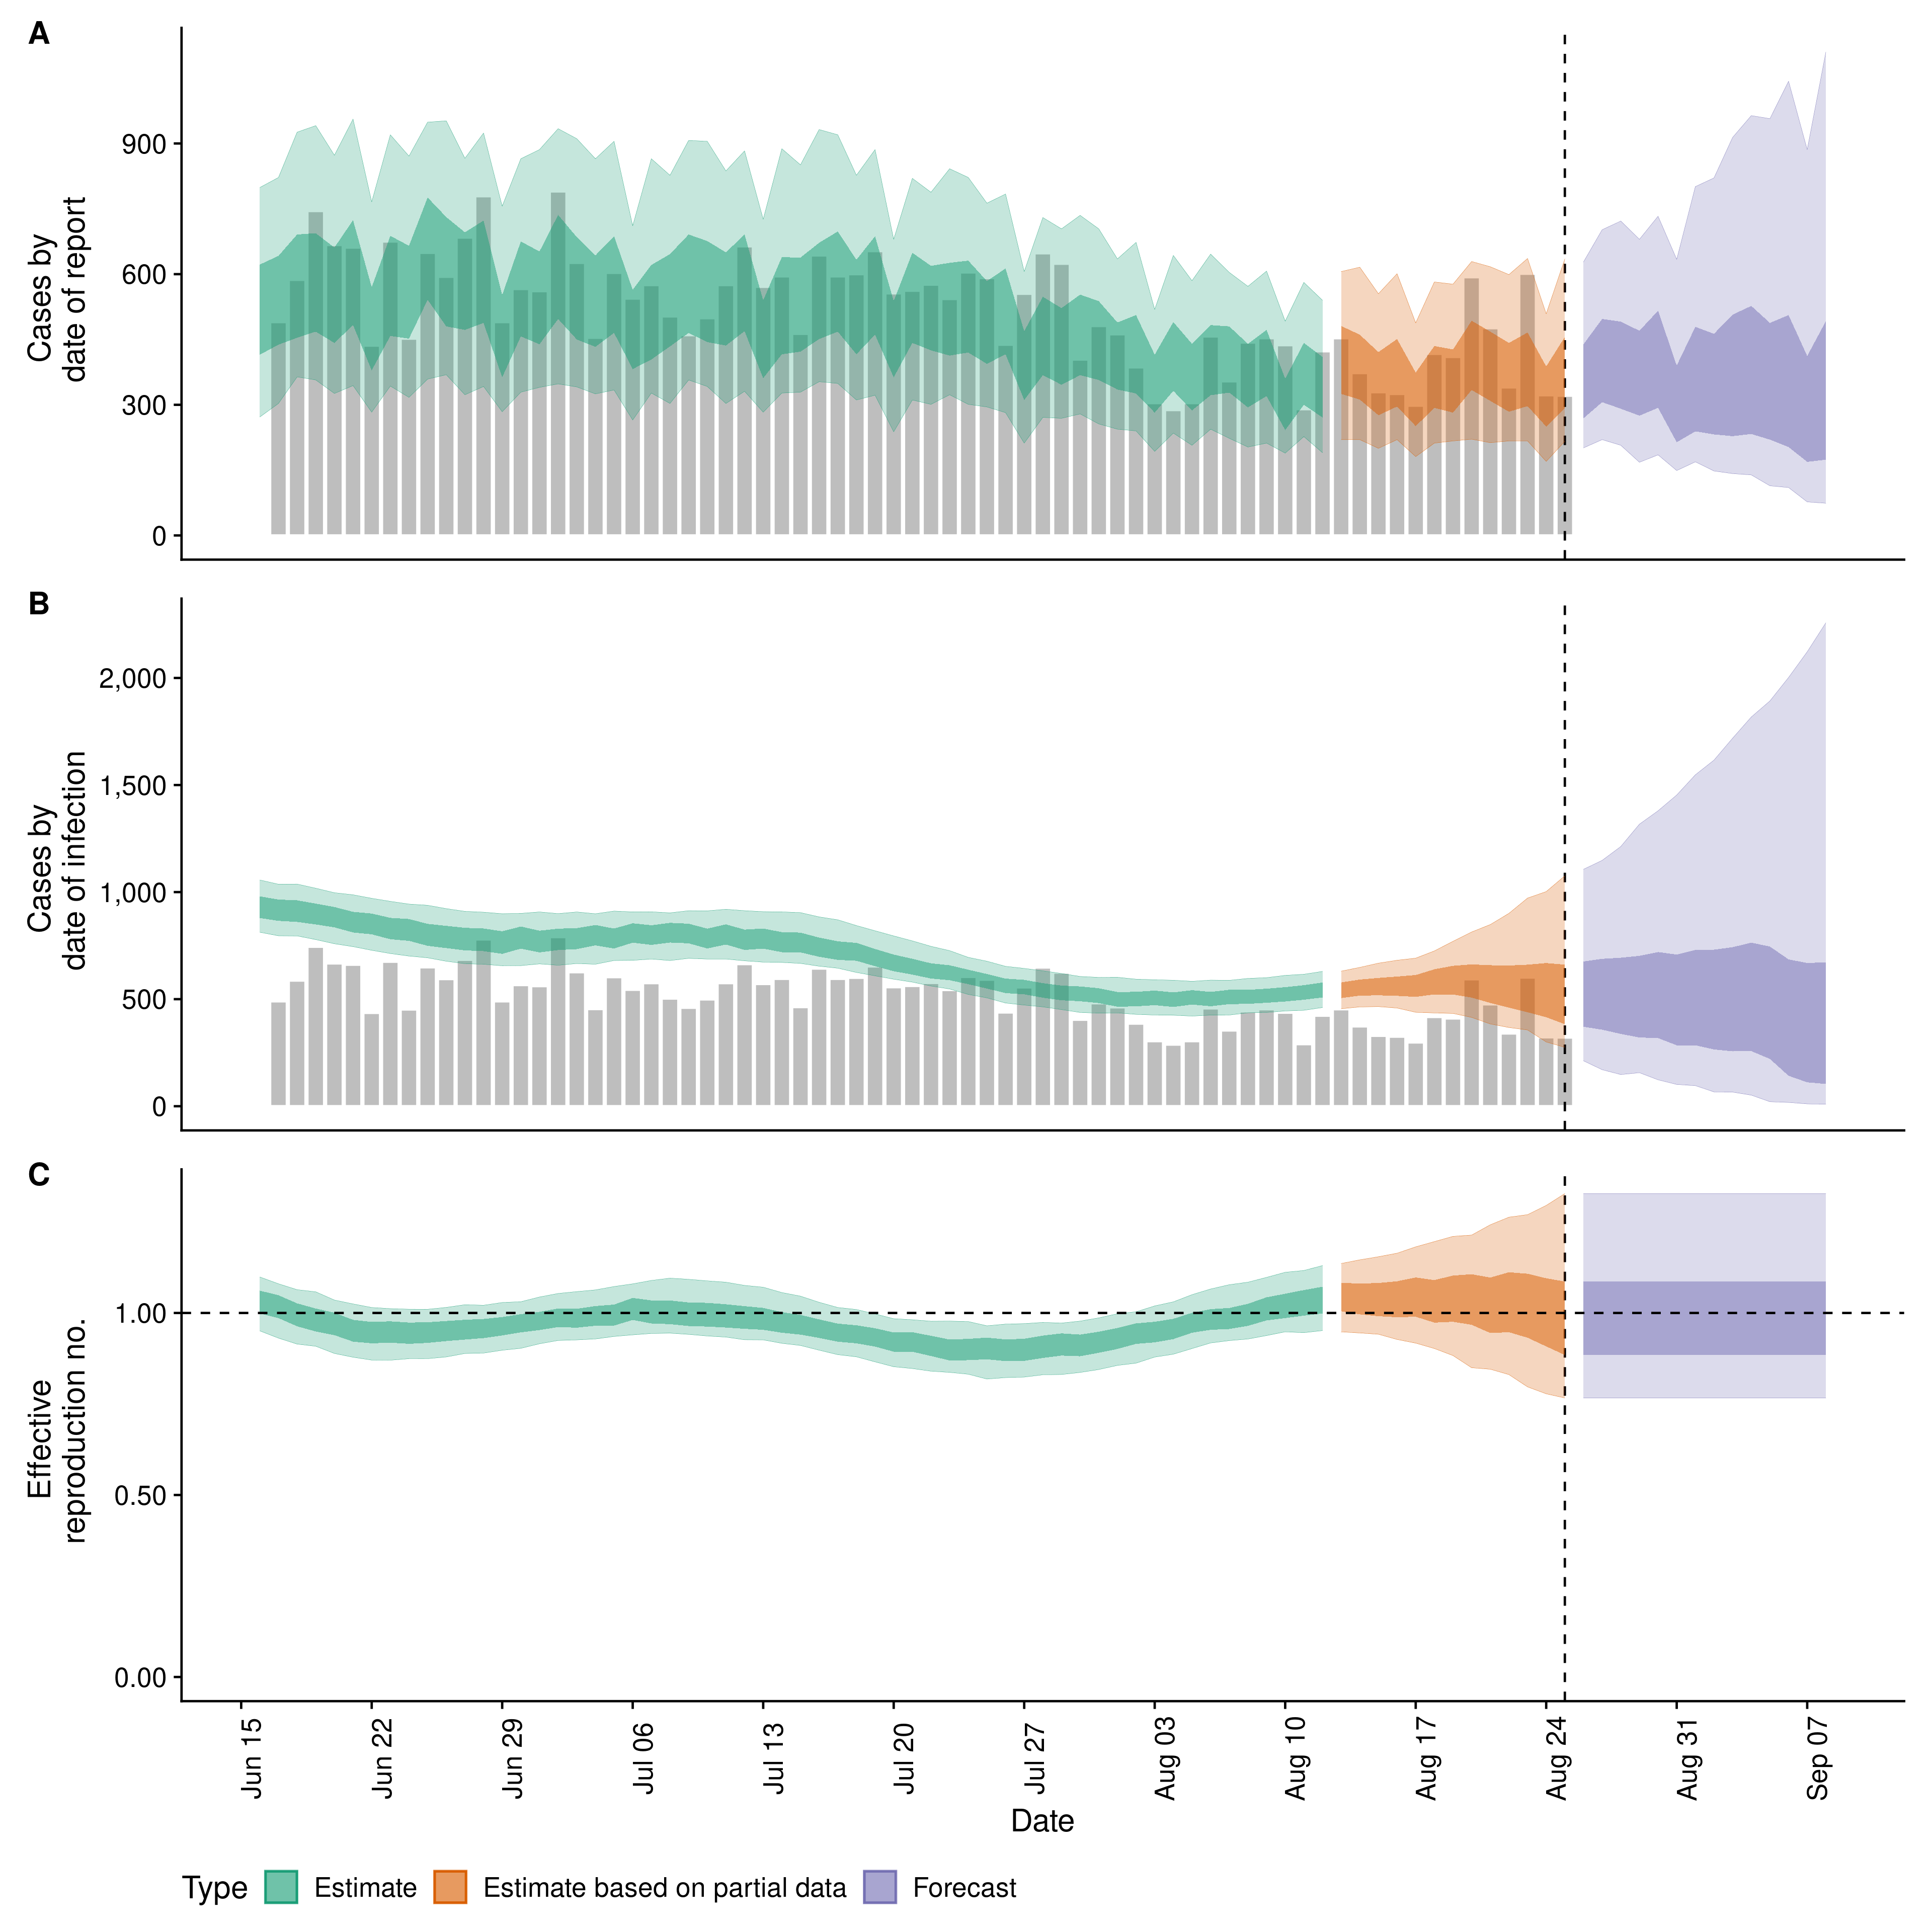 A
Cases by
date of report
900
600
300
0
B
Cases by
date of infection
2,000
1,500
1,000
500
0
C
Effective
reproduction no.
1.00
0.50
0.00
Jun 15
Jun 22
Jun 29
Jul 06
Jul 13
Jul 20
Jul 27
Aug 03
Aug 10
Aug 17
Aug 24
Aug 31
Sep 07
Date
Type Estimate Estimate based on partial data Forecast